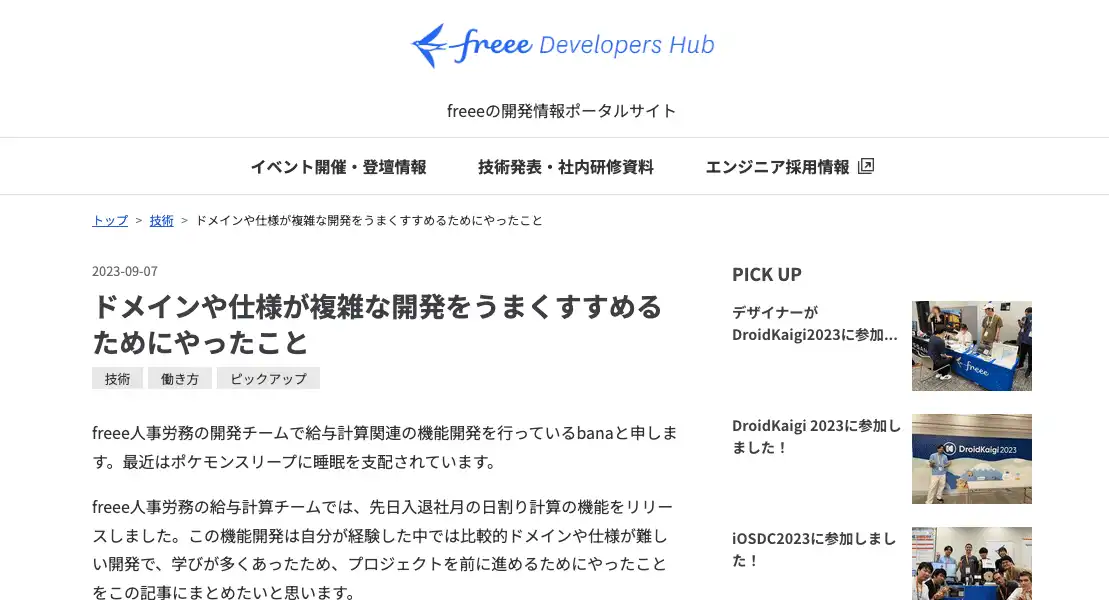 freee Developers Hub
freeeの開発情報ポータルサイト
イベント開催・登壇情報
技術発表・社内研修資料
エンジニア採用情報
トップ > 技術 > ドメインや仕様が複雑な開発をうまくすすめるためにやったこと
2023-09-07
ドメインや仕様が複雑な開発をうまくすすめる
ためにやったこと
技術
働き方
ピックアップ
freee人事労務の開発チームで給与計算関連の機能開発を行っているbanaと申しま
す。最近はポケモンスリープに睡眠を支配されています。
freee人事労務の給与計算チームでは、先日入退社月の日割り計算の機能をリリー
スしました。この機能開発は自分が経験した中では比較的ドメインや仕様が難し
い開発で、学びが多くあったため、プロジェクトを前に進めるためにやったこと
をこの記事にまとめたいと思います。
PICK UP
デザイナーが
DroidKaigi2023に参加...
freee
DroidKaigi 2023に参加し
ました！
DroidKaigi 2023
iOSDC2023に参加しまし
た！